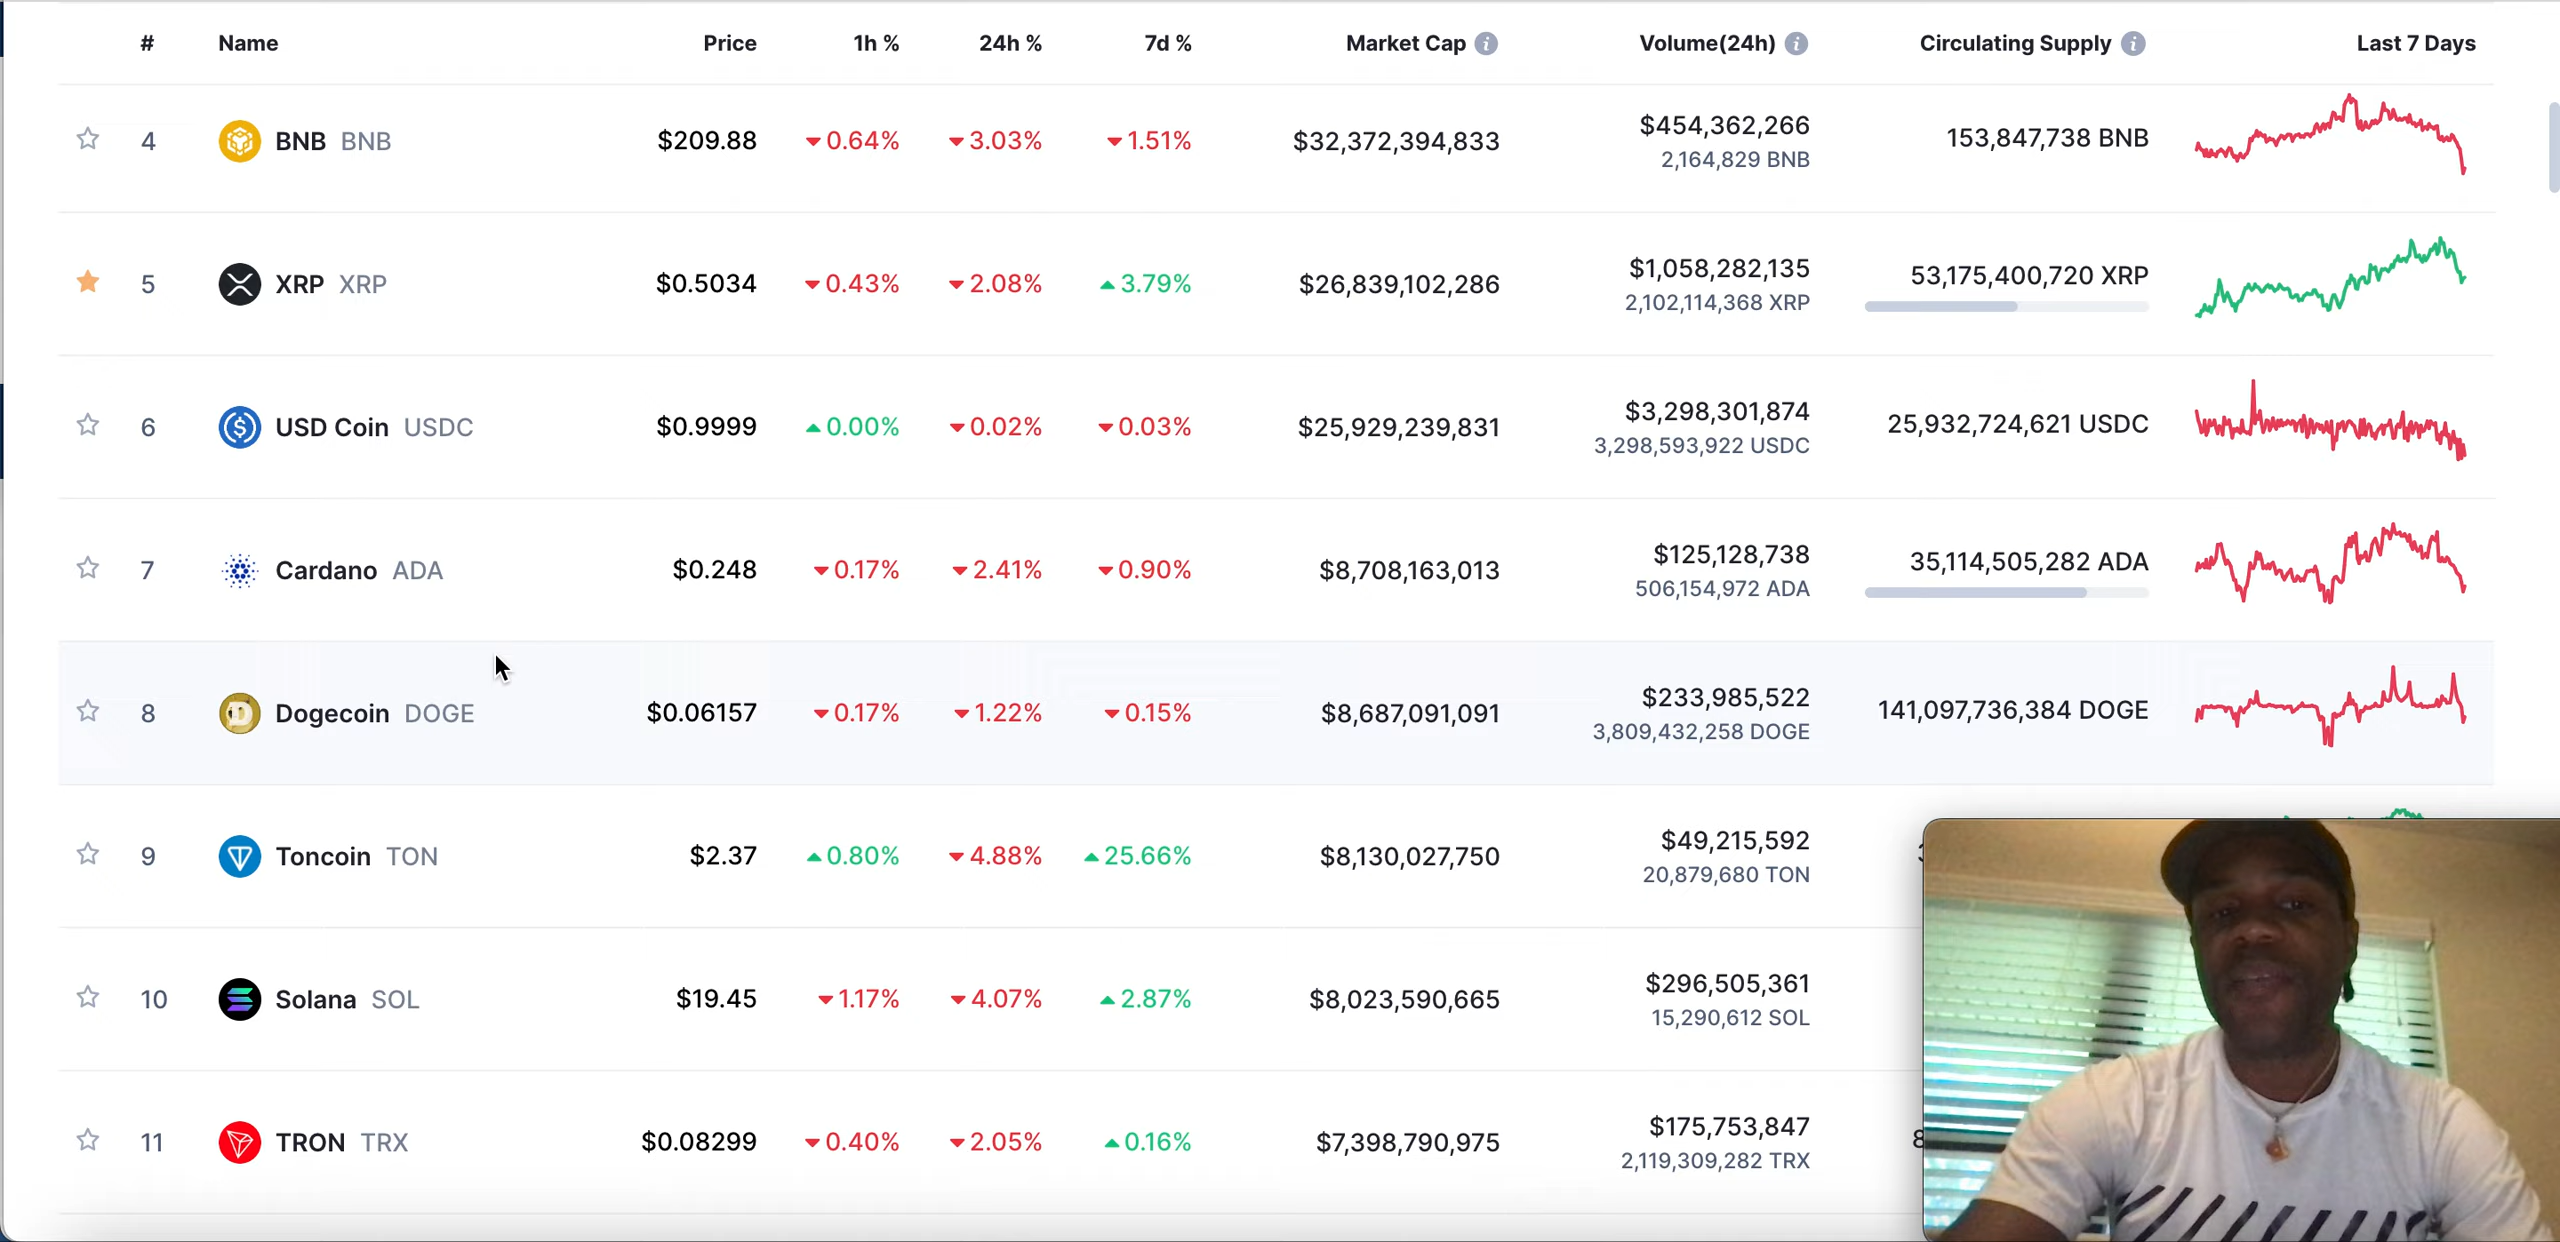 # Name Price 1h % 24h % 7d % Market Cap Volume(24h) Circulating Supply Last 7 Days
4 BNB BNB $209.88 0.64% 3.03% 1.51% $32,372,394,833 $454,362,266 153,847,738 BNB
2,164,829 BNB
5 XRP XRP $0.5034 0.43% 2.08% 3.79% $26,839,102,286 $1,058,282,135 53,175,400,720 XRP
2,102,114,368 XRP
6 USD Coin USDC $0.9999 0.00% 0.02% 0.03% $25,929,239,831 $3,298,301,874 25,932,724,621 USDC
3,298,593,922 USDC
7 Cardano ADA $0.248 0.17% 2.41% 0.90% $8,708,163,013 $125,128,738 35,114,505,282 ADA
506,154,972 ADA
8 Dogecoin DOGE $0.06157 0.17% 1.22% 0.15% $8,687,091,091 $233,985,522 141,097,736,384 DOGE
3,809,432,258 DOGE
9 Toncoin TON $2.37 0.80% 4.88% 25.66% $8,130,027,750 $49,215,592
20,879,680 TON
10 Solana SOL $19.45 1.17% 4.07% 2.87% $8,023,590,665 $296,505,361
15,290,612 SOL
11 TRON TRX $0.08299 0.40% 2.05% 0.16% $7,398,790,975 $175,753,847
2,119,309,282 TRX